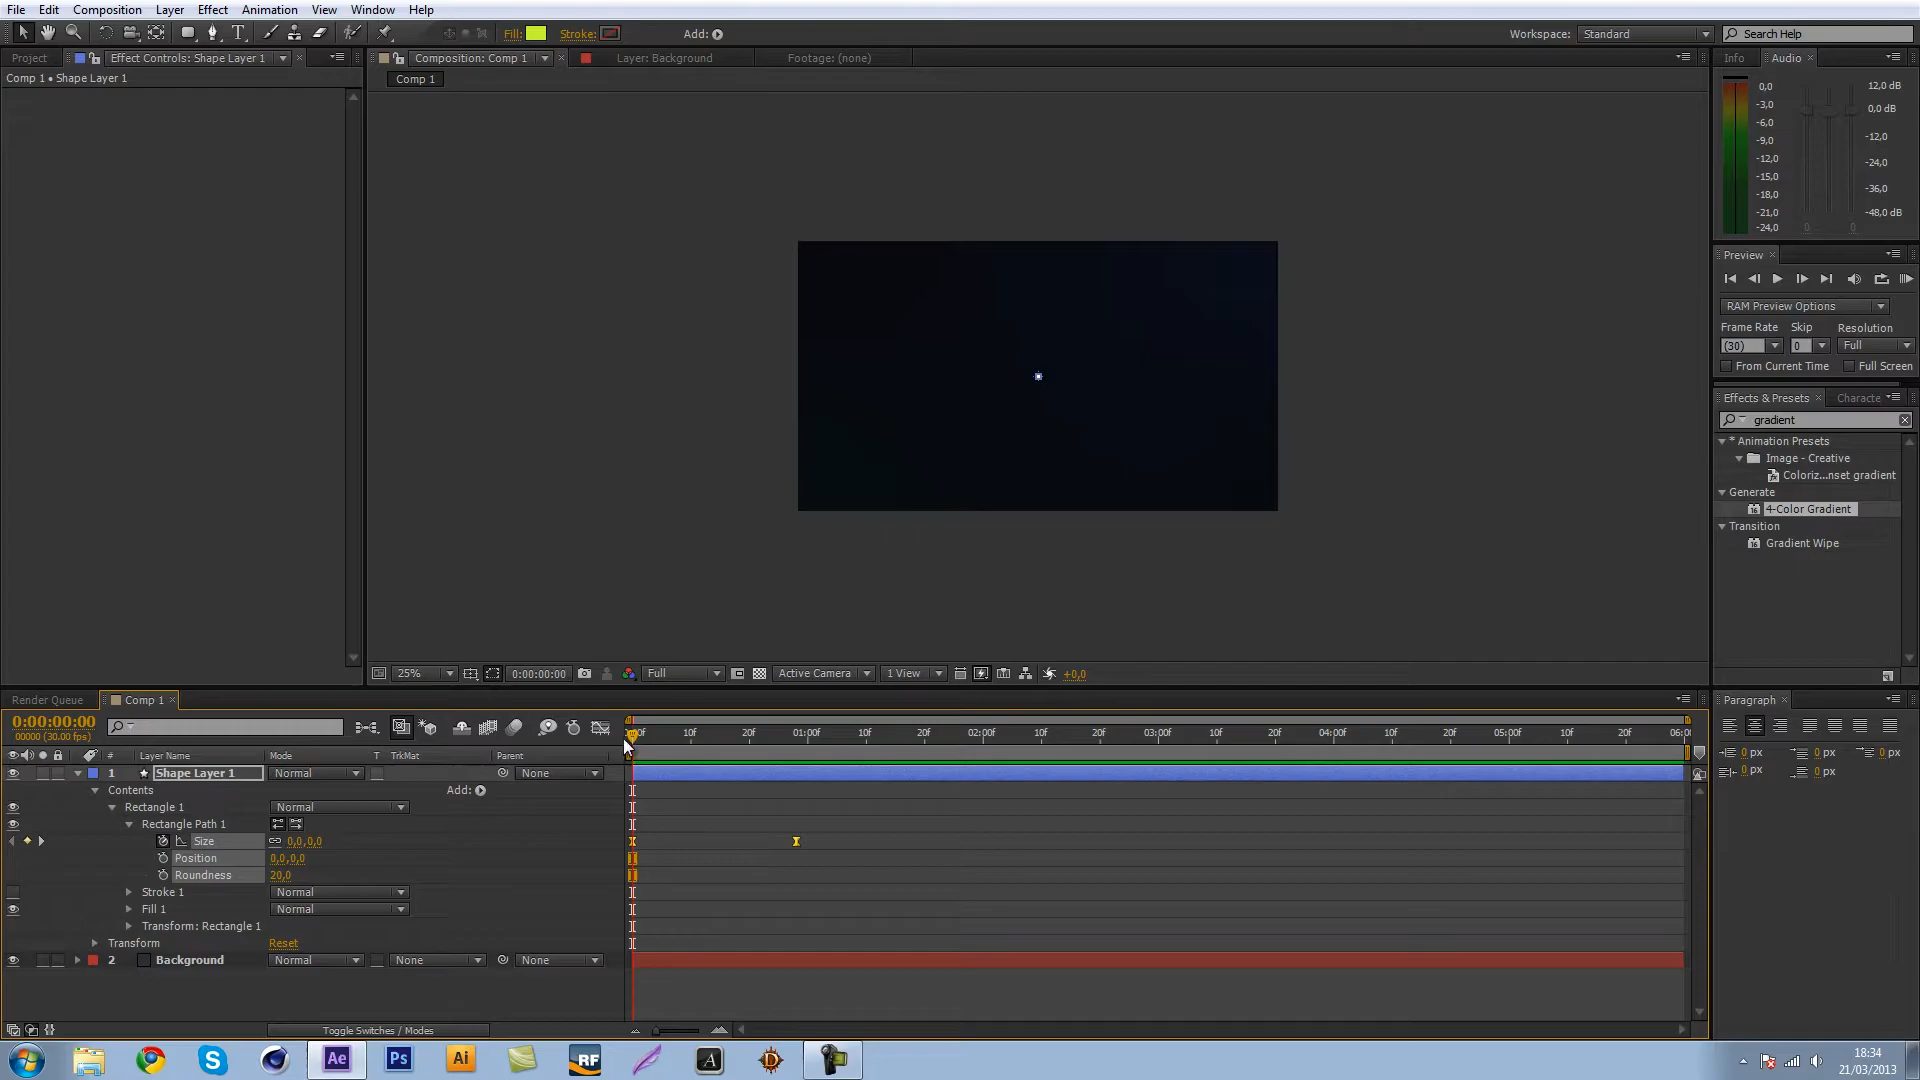 File Edit Composition Layer Effect Animation View Window Help
Fill: Stroke: Add: Workspace: Standard Search Help
Project Effect Controls: Shape Layer 1 Composition: Comp 1 Layer: Background Footage: (none) Info Audio
Comp 1 • Shape Layer 1 Comp 1
0,0 12,0 dB
-3,0 0,0 dB
-6,0
-9,0 -12,0
-12,0
-15,0 -24,0
-18,0 -36,0
-21,0 -48,0 dB
-24,0 0 0
Preview
RAM Preview Options
Frame Rate Skip Resolution
(30) 0 Full
From Current Time Full Screen
Effects & Presets Characte
gradient
* Animation Presets
Image - Creative
Coloriz...nset gradient
Generate
4-Color Gradient
Transition
Gradient Wipe
25% 0:00:00:00 Full Active Camera 1 View +0,0
Render Queue Comp 1 Paragraph
0:00:00:00
00000 (30.00 fps)
10f 20f 01:00f 10f 20f 02:00f 10f 20f 03:00f 10f 20f 04:00f 10f 20f 05:00f 10f 20f 06:0
# Layer Name Mode T TrkMat Parent
1 Shape Layer 1 Normal None
Contents Add:
Rectangle 1 Normal
Rectangle Path 1
Size 0,0,0,0
Position 0,0,0,0
Roundness 20,0
Stroke 1 Normal
Fill 1 Normal
Transform: Rectangle 1
Transform Reset
2 Background Normal None None
0 px 0 px 0 px
0 px 0 px
Toggle Switches / Modes
Ae Ps Ai RF A
18:34
21/03/2013